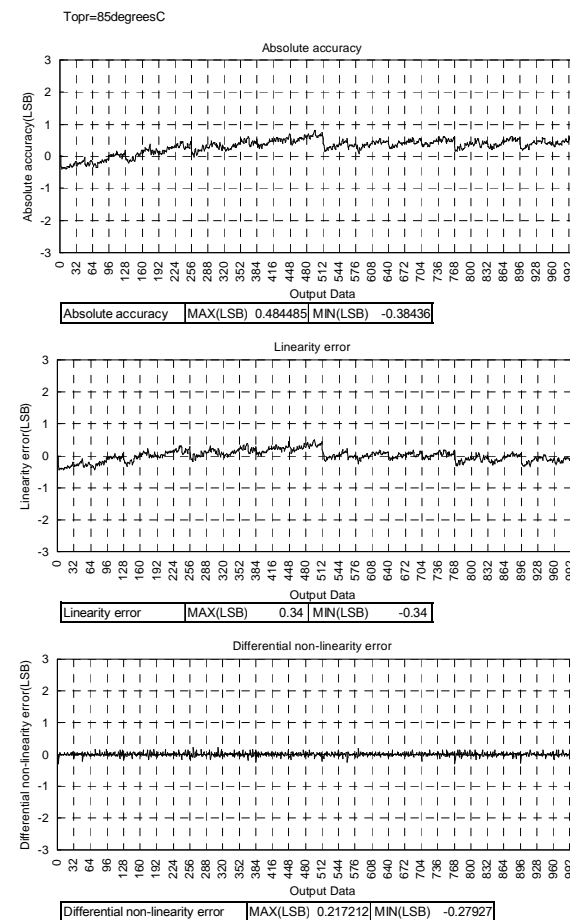 Topr=85degreesC
Absolute accuracy
3
2
1
0
-1
-2
-3
Absolute accuracy(LSB)
0 32 64 96 128 160 192 224 256 288 320 352 384 416 448 480 512 544 576 608 640 672 704 736 768 800 832 864 896 928 960 992
Output Data
Absolute accuracy MAX(LSB) 0.484485 MIN(LSB) -0.38436
Linearity error
3
2
1
0
-1
-2
-3
Linearity error(LSB)
0 32 64 96 128 160 192 224 256 288 320 352 384 416 448 480 512 544 576 608 640 672 704 736 768 800 832 864 896 928 960 992
Output Data
Linearity error MAX(LSB) 0.34 MIN(LSB) -0.34
Differential non-linearity error
3
2
1
0
-1
-2
-3
Differential non-linearity error(LSB)
0 32 64 96 128 160 192 224 256 288 320 352 384 416 448 480 512 544 576 608 640 672 704 736 768 800 832 864 896 928 960 992
Output Data
Differential non-linearity error MAX(LSB) 0.217212 MIN(LSB) -0.27927